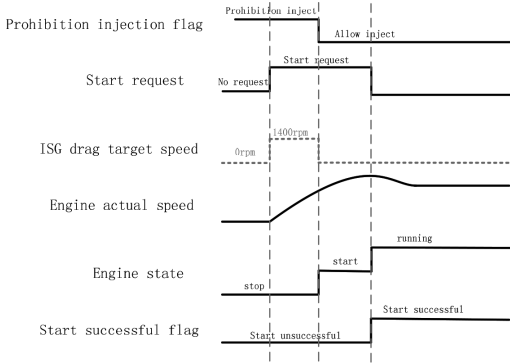 Prohibition inject
Prohibition injection flag
Allow inject
Start request
Start request
No request
1400rpm
0rpm
ISG drag target speed
Engine actual speed
running
start
Engine state
stop
Start successful
Start successful flag
Start unsuccessful